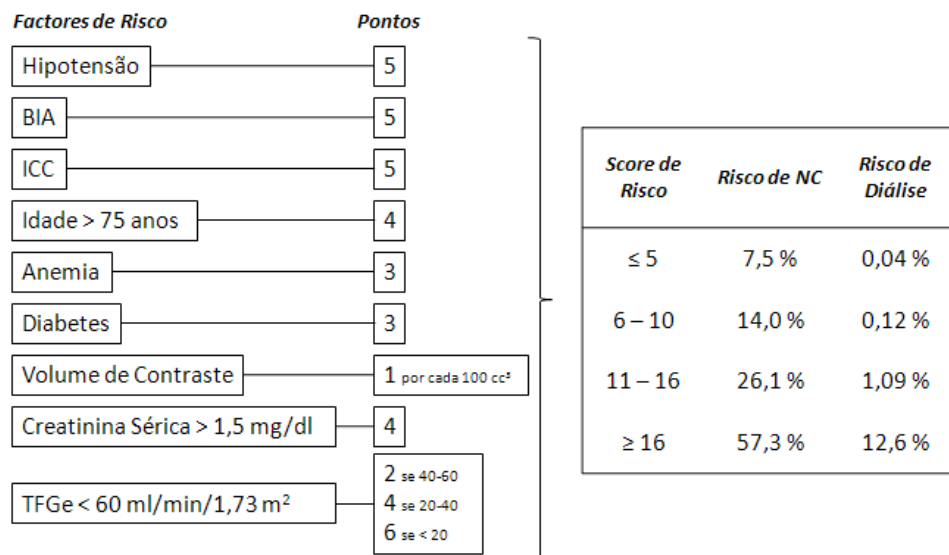 Factores de Risco Pontos
Hipotensão 5
BIA 5
ICC 5
Idade > 75 anos 4
Anemia 3
Diabetes 3
Volume de Contraste 1 por cada 100 cc³
Creatinina Sérica > 1,5 mg/dl 4
TFGe < 60 ml/min/1,73 m²
2 se 40-60
4 se 20-40
6 se < 20
Score de Risco Risco de NC Risco de Diálise
≤ 5 7,5 % 0,04 %
6 – 10 14,0 % 0,12 %
11 – 16 26,1 % 1,09 %
≥ 16 57,3 % 12,6 %